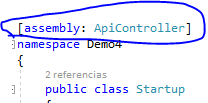 [assembly: ApiController]
namespace Demo4
{
2 referencias
public class Startup
{